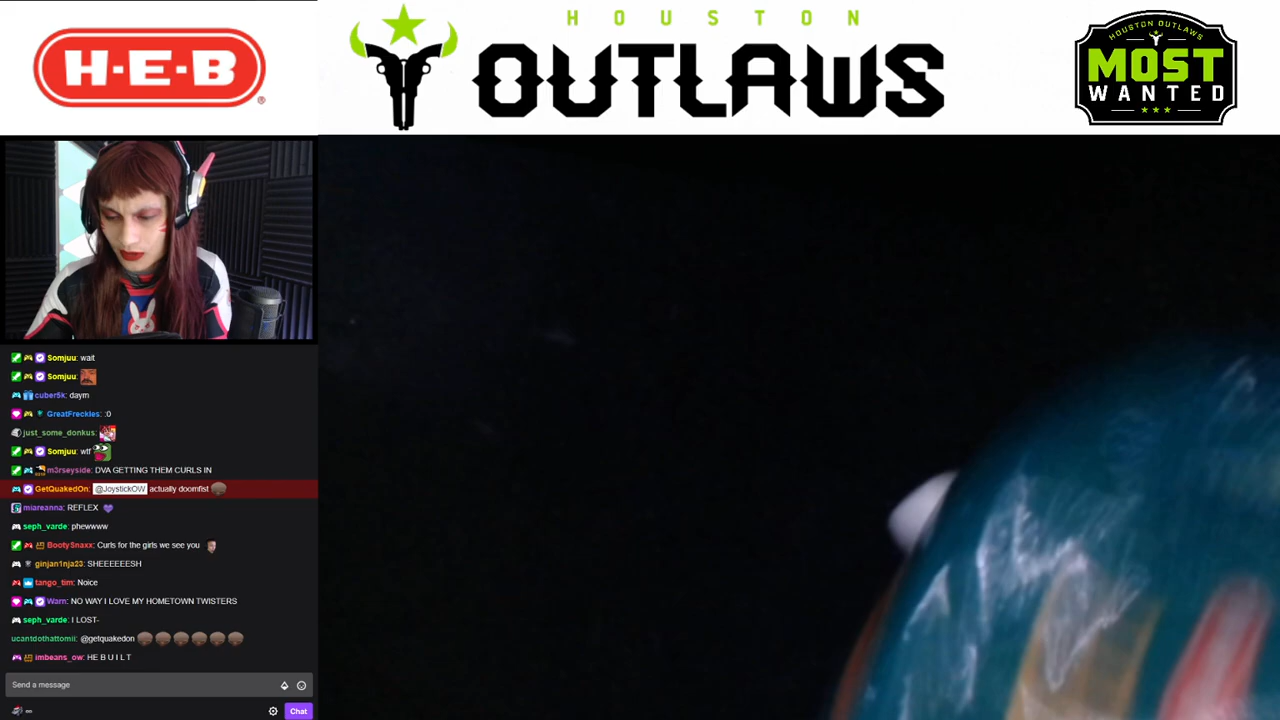 H-E-B
HOUSTON
OUTLAWS
HOUSTON OUTLAWS
MOST
WANTED
Somjuu: wait
Somjuu:
cuber5k: daym
GreatFreckles: :0
just_some_donkus:
Somjuu: wtf
m3rseyside: DVA GETTING THEM CURLS IN
GetQuakedOn: @JoystickOW actually doomfist
miareanna: REFLEX
seph_varde: phewwww
BootySnaxx: Curls for the girls we see you
ginjan1nja23: SHEEEEEESH
tango_tim: Noice
Warn: NO WAY I LOVE MY HOMETOWN TWISTERS
seph_varde: I LOST-
ucantdothattomii: @getquakedon
imbeans_ow: HE B U I L T
Send a message
Chat